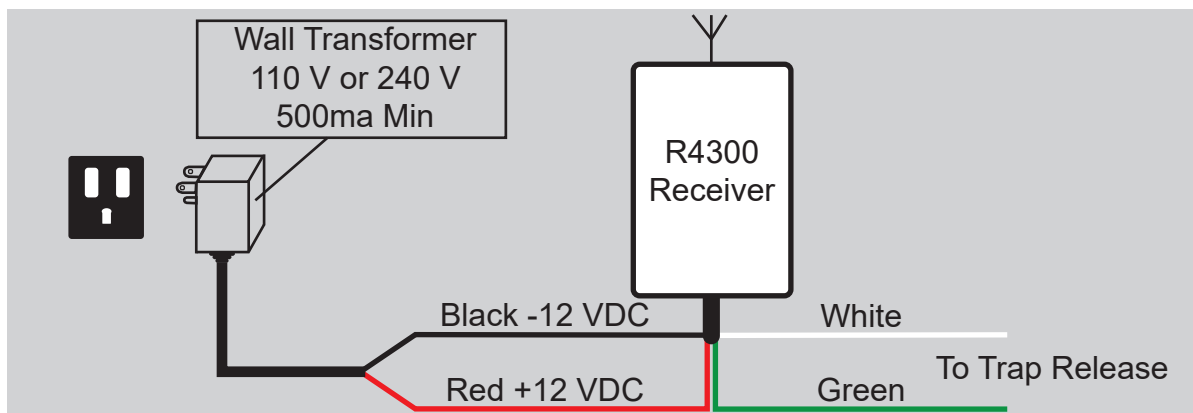 Wall Transformer
110 V or 240 V
500ma Min
R4300
Receiver
Black -12 VDC
White
To Trap Release
Red +12 VDC
Green